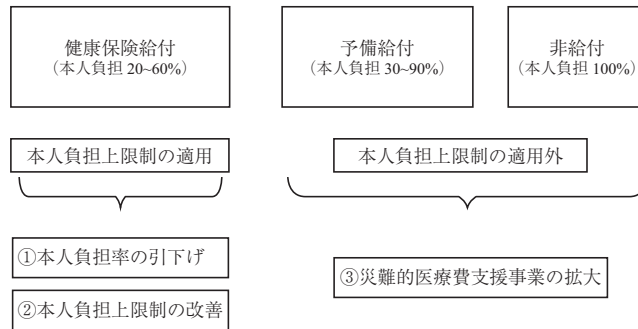 健康保険給付
（本人負担 20~60%）
予備給付
（本人負担 30~90%）
非給付
（本人負担 100%）
本人負担上限制の適用
本人負担上限制の適用外
①本人負担率の引下げ
②本人負担上限制の改善
③災難的医療費支援事業の拡大